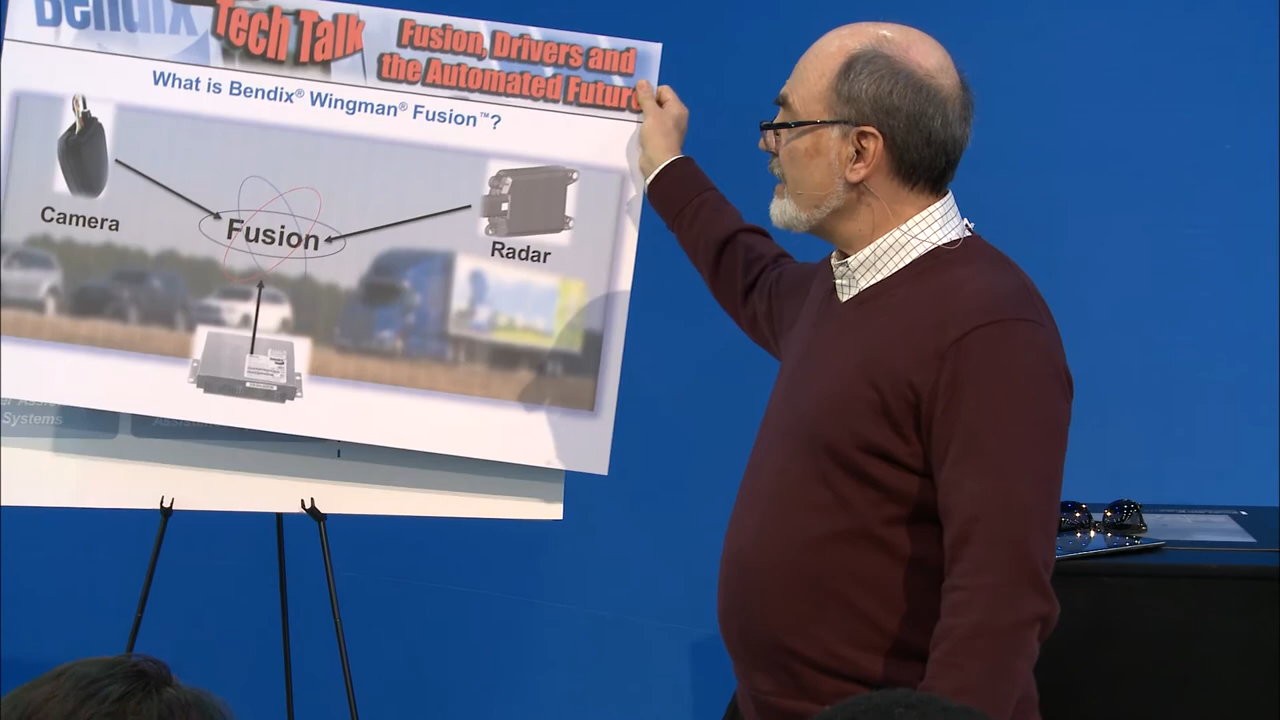 Bendix
Tech Talk
Fusion, Drivers and
the Automated Future
What is Bendix® Wingman® Fusion™?
Camera
Fusion
Radar
Systems